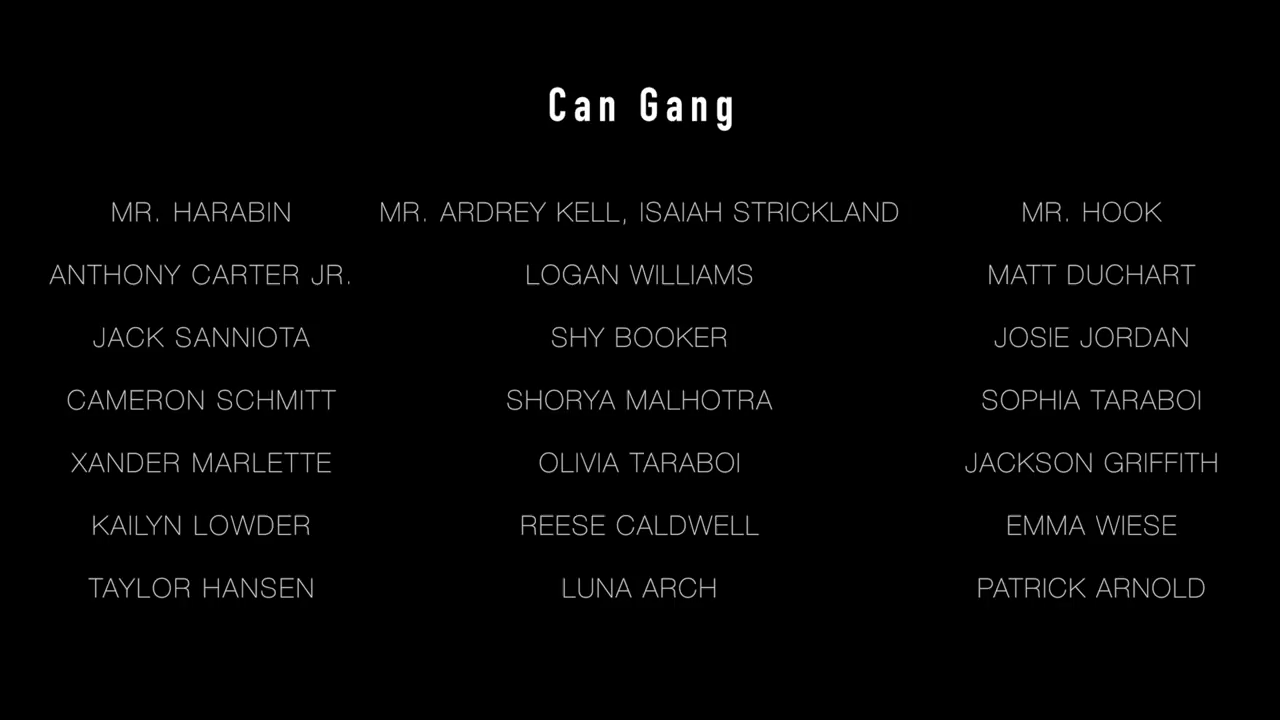 Can Gang
MR. HARABIN
MR. ARDREY KELL, ISAIAH STRICKLAND
MR. HOOK
ANTHONY CARTER JR.
LOGAN WILLIAMS
MATT DUCHART
JACK SANNIOTA
SHY BOOKER
JOSIE JORDAN
CAMERON SCHMITT
SHORYA MALHOTRA
SOPHIA TARABOI
XANDER MARLETTE
OLIVIA TARABOI
JACKSON GRIFFITH
KAILYN LOWDER
REESE CALDWELL
EMMA WIESE
TAYLOR HANSEN
LUNA ARCH
PATRICK ARNOLD